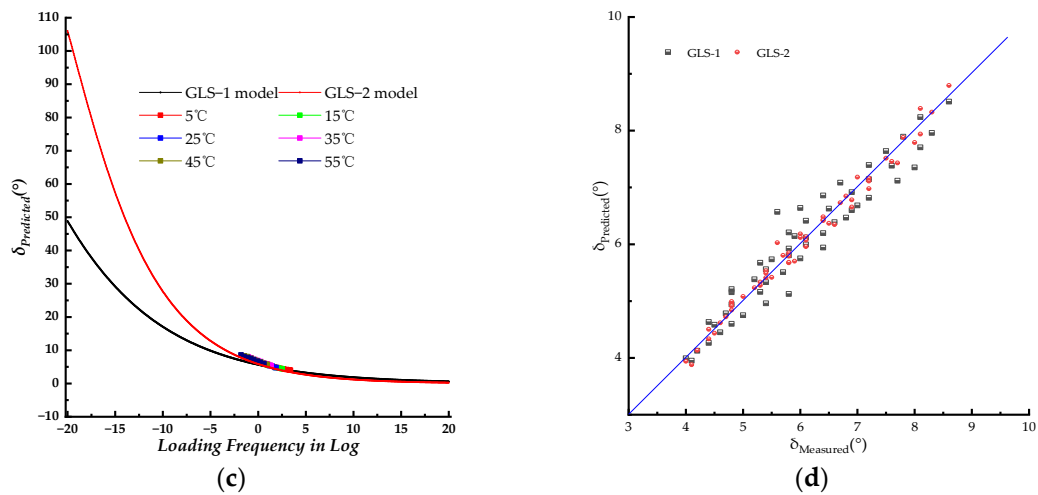 110
100
90
80
70
60
50
40
30
20
10
0
−10
δPredicted(°)
GLS−1 model
GLS−2 model
5℃
15℃
25℃
35℃
45℃
55℃
−20 −15 −10 −5 0 5 10 15 20
Loading Frequency in Log
(c)
10
8
6
4
δPredicted(°)
GLS-1
GLS-2
3 4 5 6 7 8 9 10
δMeasured(°)
(d)